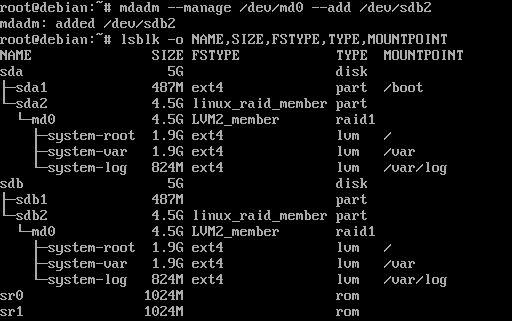 root@debian:~# mdadm --manage /dev/md0 --add /dev/sdb2
mdadm: added /dev/sdb2
root@debian:~# lsblk -o NAME,SIZE,FSTYPE,TYPE,MOUNTPOINT
NAME                SIZE FSTYPE            TYPE  MOUNTPOINT
sda                   5G                   disk
├─sda1              487M ext4              part  /boot
└─sda2              4.5G linux_raid_member part
  └─md0             4.5G LVM2_member       raid1
    ├─system-root   1.9G ext4              lvm   /
    ├─system-var    1.9G ext4              lvm   /var
    └─system-log    824M ext4              lvm   /var/log
sdb                   5G                   disk
├─sdb1              487M                   part
└─sdb2              4.5G linux_raid_member part
  └─md0             4.5G LVM2_member       raid1
    ├─system-root   1.9G ext4              lvm   /
    ├─system-var    1.9G ext4              lvm   /var
    └─system-log    824M ext4              lvm   /var/log
sr0                1024M                   rom
sr1                1024M                   rom